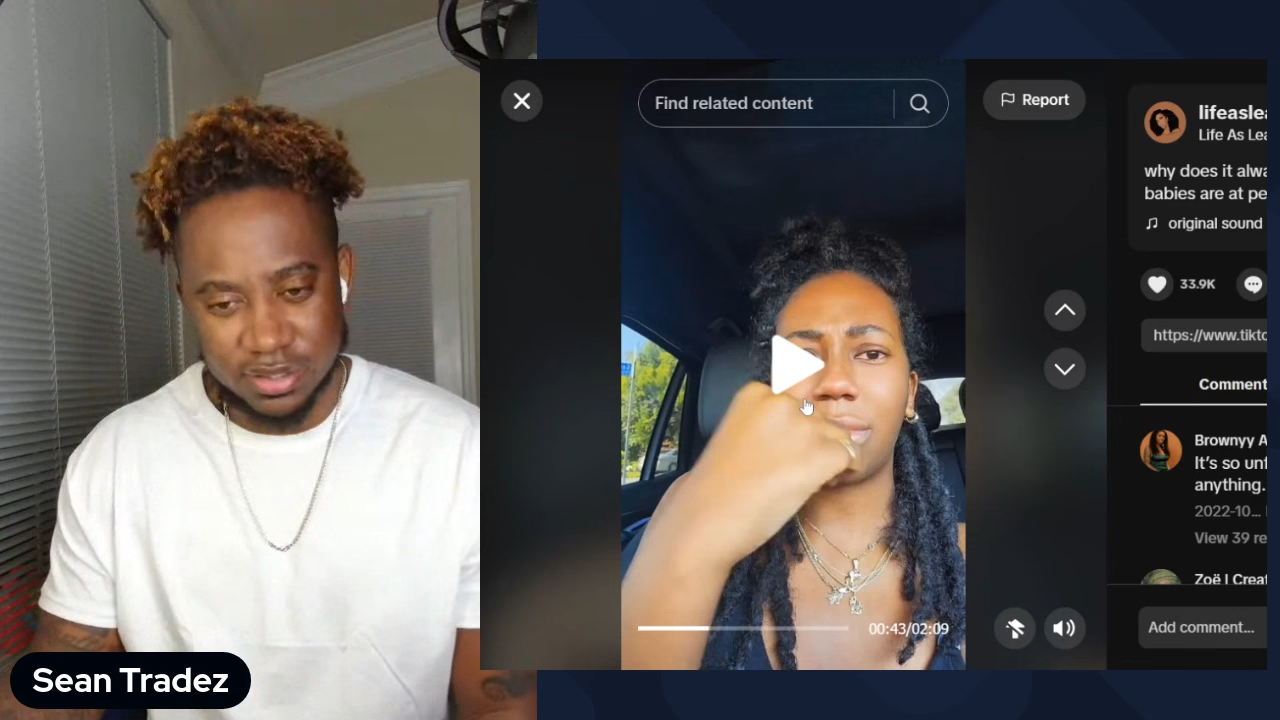 Find related content
Report
lifeaslea
Life As Lea
why does it alwa
babies are at pe
original sound
33.9K
https://www.tikto
Comment
Brownyy A
It's so unf
anything.
2022-10...
View 39 re
Zoë | Creat
00:43/02:09
Add comment...
Sean Tradez